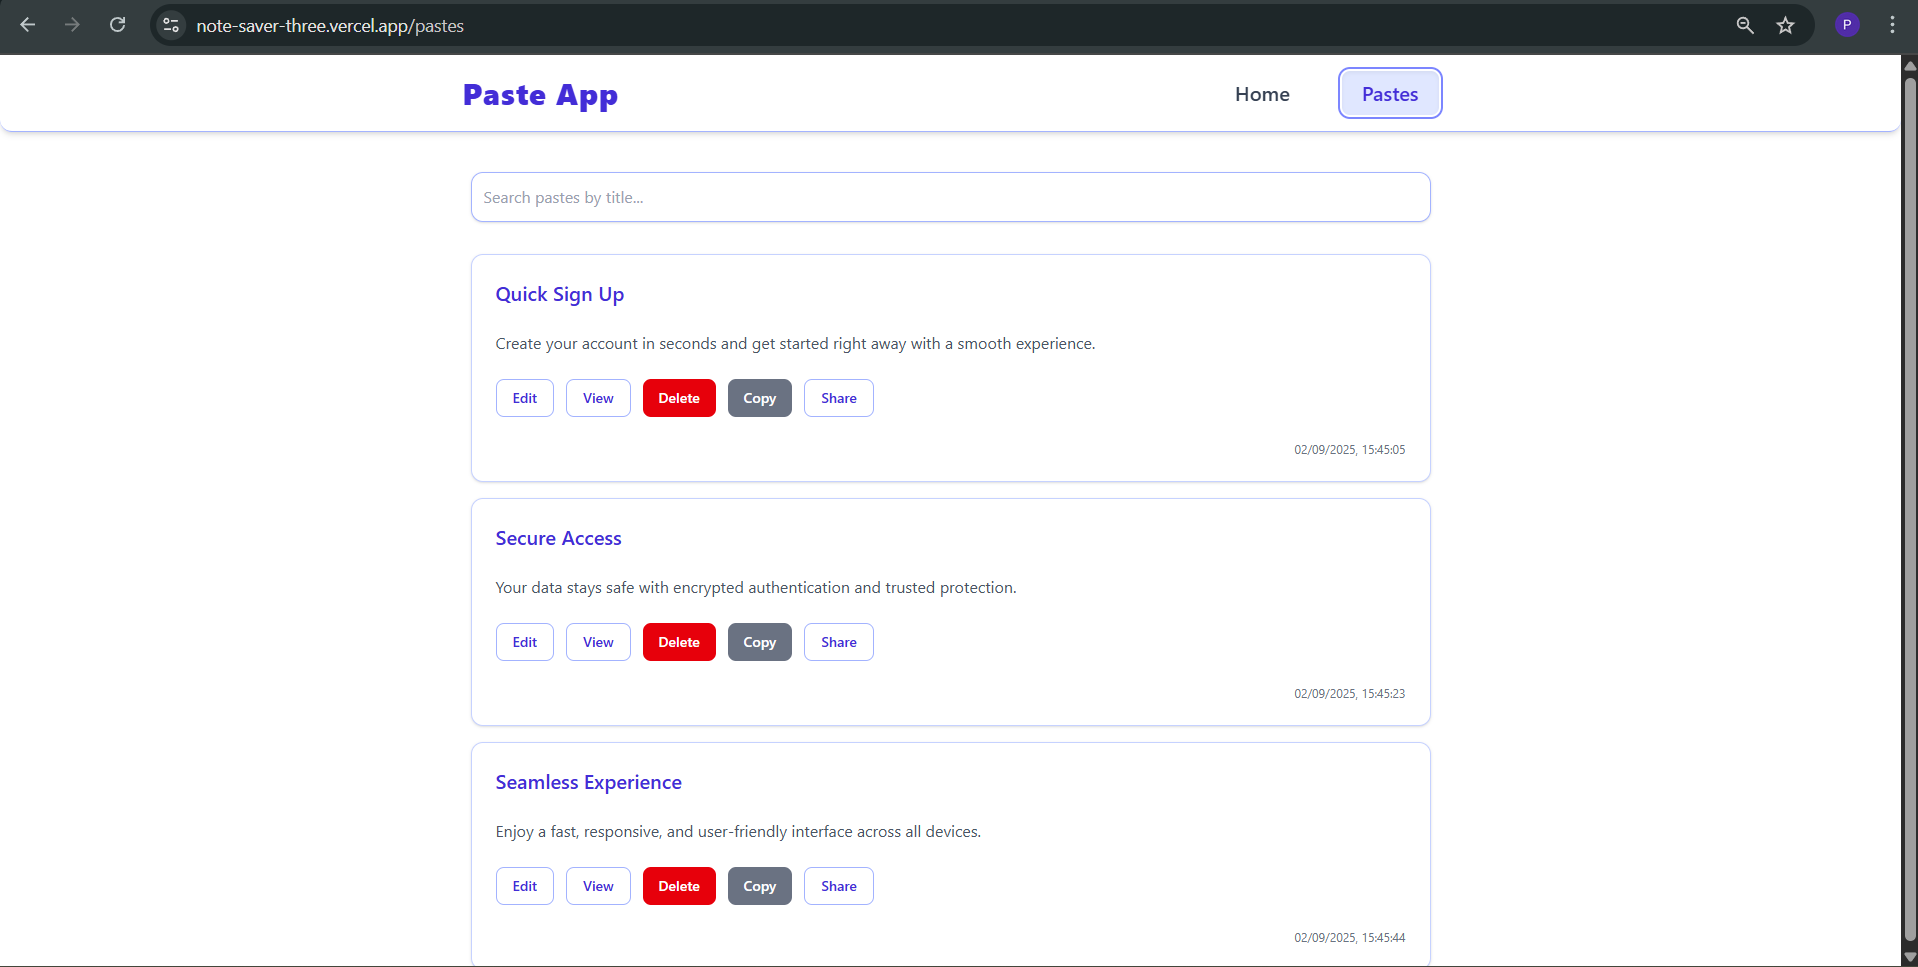 note-saver-three.vercel.app/pastes
P
Paste App
Home
Pastes
Search pastes by title...
Quick Sign Up
Create your account in seconds and get started right away with a smooth experience.
Edit View Delete Copy Share
02/09/2025, 15:45:05
Secure Access
Your data stays safe with encrypted authentication and trusted protection.
Edit View Delete Copy Share
02/09/2025, 15:45:23
Seamless Experience
Enjoy a fast, responsive, and user-friendly interface across all devices.
Edit View Delete Copy Share
02/09/2025, 15:45:44